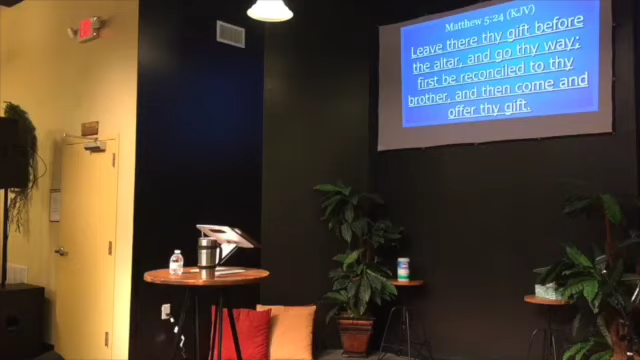 Matthew 5:24 (KJV)
Leave there thy gift before
the altar, and go thy way;
first be reconciled to thy
brother, and then come and
offer thy gift.
EXIT